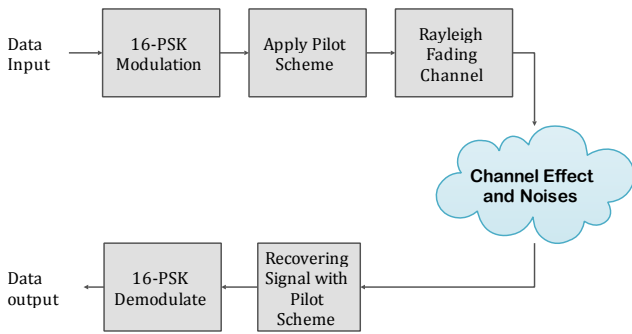 Data
Input
16-PSK
Modulation
Apply Pilot
Scheme
Rayleigh
Fading
Channel
Channel Effect
and Noises
Data
output
16-PSK
Demodulate
Recovering
Signal with
Pilot
Scheme